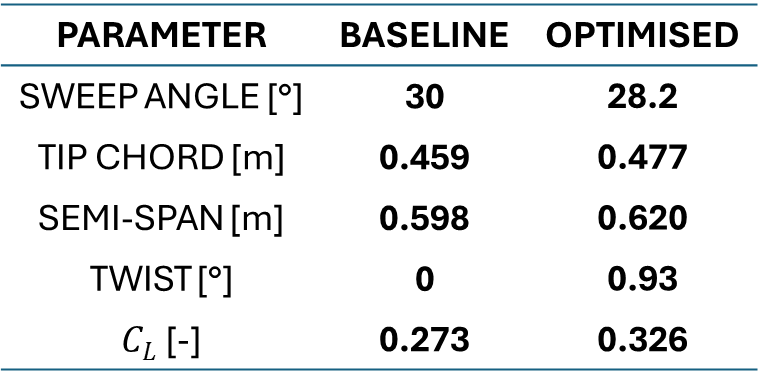 PARAMETER BASELINE OPTIMISED
SWEEP ANGLE [°] 30 28.2
TIP CHORD [m] 0.459 0.477
SEMI-SPAN [m] 0.598 0.620
TWIST [°] 0 0.93
C_L [-] 0.273 0.326